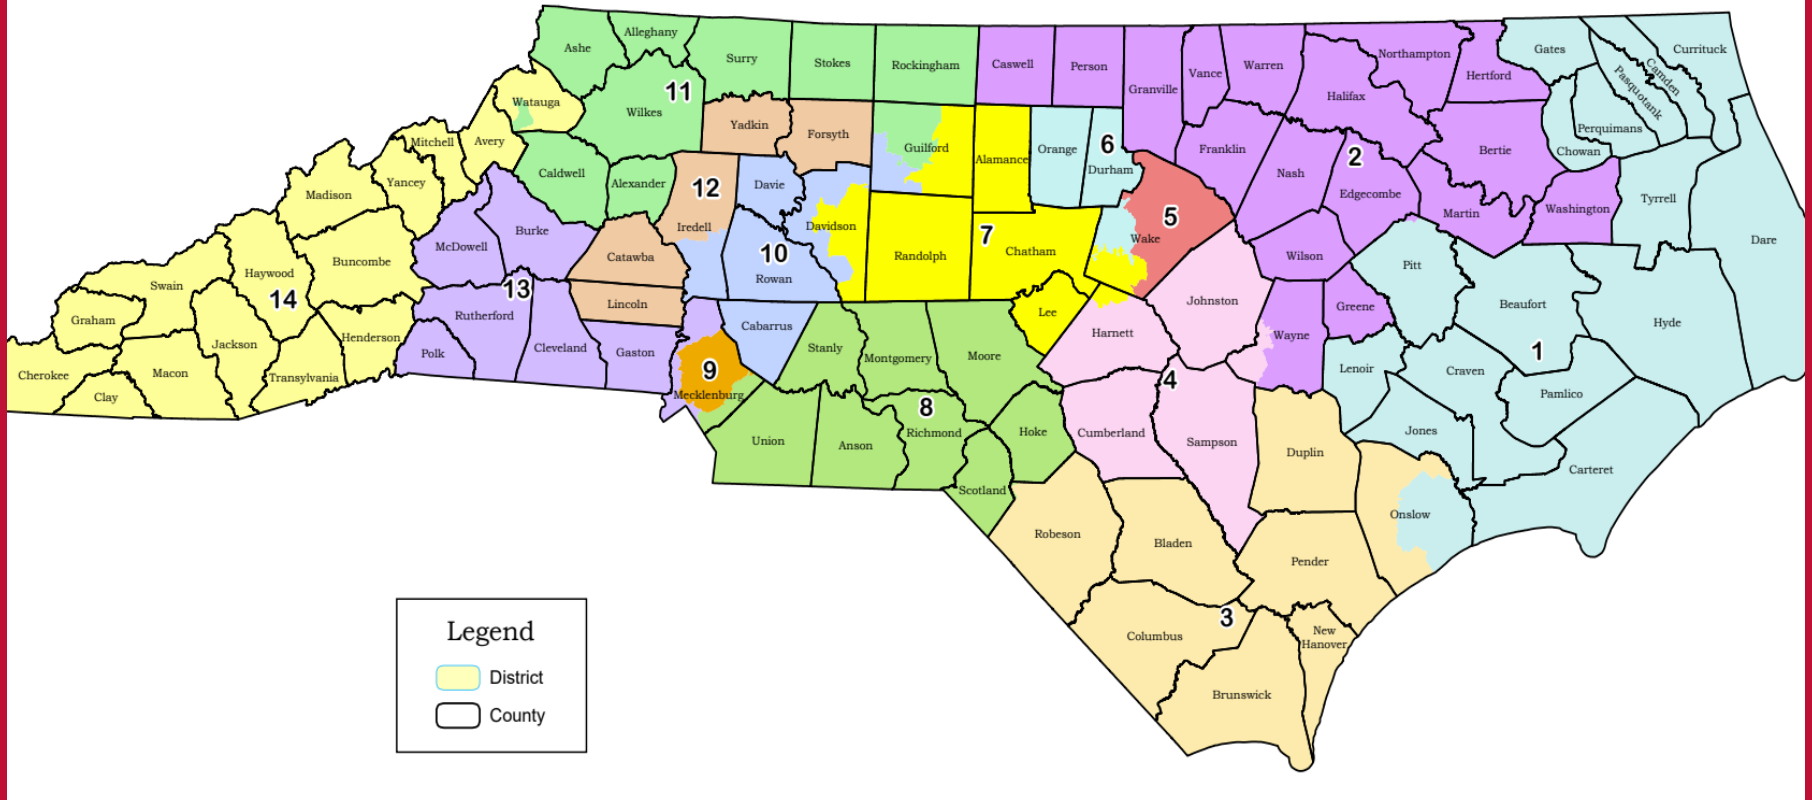 Ashe
Alleghany
Surry
Stokes
Rockingham
Caswell
Person
Granville
Vance
Warren
Northampton
Hertford
Gates
Currituck
Camden
Pasquotank
Perquimans
Chowan
Halifax
Bertie
Watauga
Wilkes
11
Yadkin
Forsyth
Guilford
Alamance
Orange
6
Durham
Franklin
Nash
2
Edgecombe
Martin
Washington
Tyrrell
Dare
Mitchell
Avery
Caldwell
Alexander
12
Iredell
Davie
Davidson
Randolph
7
Chatham
5
Wake
Wilson
Pitt
Beaufort
Hyde
Madison
Yancey
McDowell
Burke
Catawba
10
Rowan
Lee
Johnston
Greene
Wayne
1
Swain
Haywood
14
Buncombe
13
Rutherford
Lincoln
Cabarrus
Stanly
Montgomery
Moore
Harnett
Lenoir
Craven
Pamlico
Graham
Jackson
Henderson
Polk
Cleveland
Gaston
9
Mecklenburg
8
Richmond
Hoke
4
Cumberland
Sampson
Duplin
Jones
Carteret
Cherokee
Macon
Clay
Transylvania
Union
Anson
Scotland
Robeson
Bladen
Pender
Onslow
3
Columbus
New
Hanover
Brunswick
Legend
District
County